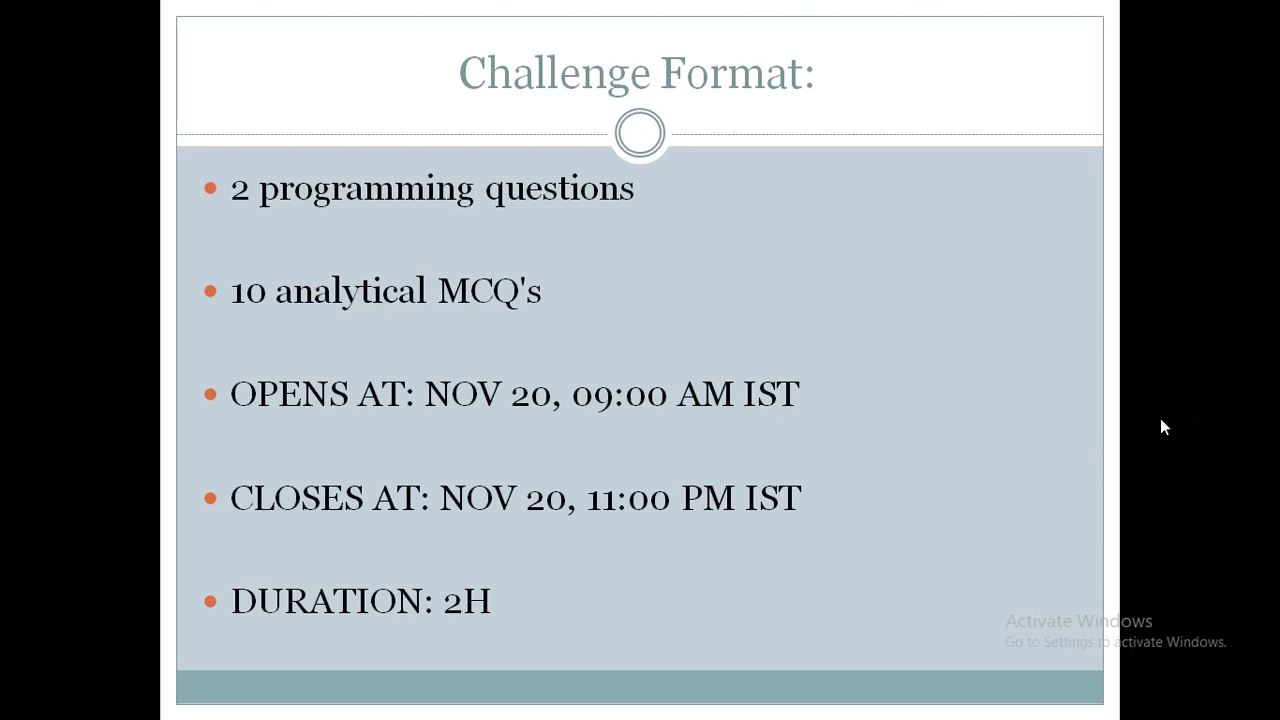 Challenge Format:
2 programming questions
10 analytical MCQ's
OPENS AT: NOV 20, 09:00 AM IST
CLOSES AT: NOV 20, 11:00 PM IST
DURATION: 2H
Activate Windows
Go to Settings to activate Windows.